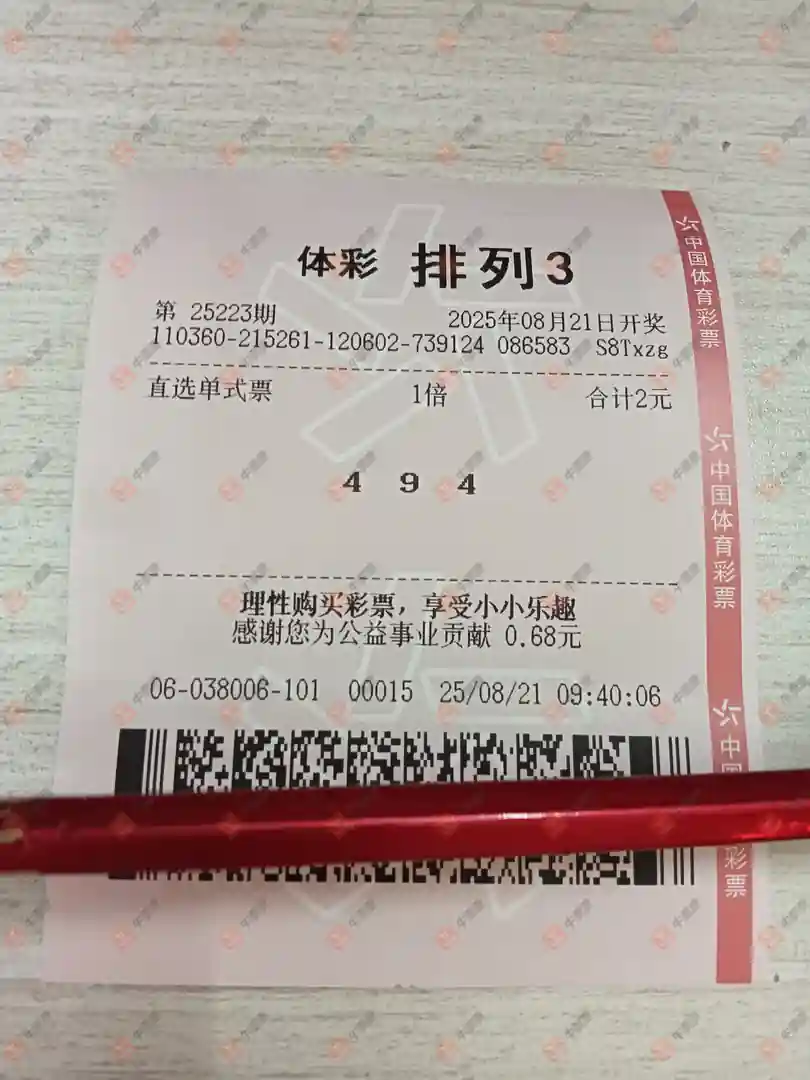 体彩 排列3
第 25223期 2025年08月21日开奖
110360-215261-120602-739124 086583 S8Txzg
直选单式票 1倍 合计2元
4 9 4
理性购买彩票，享受小小乐趣
感谢您为公益事业贡献 0.68元
06-038006-101 00015 25/08/21 09:40:06
中国体育彩票
中国体育彩票
中国 彩票